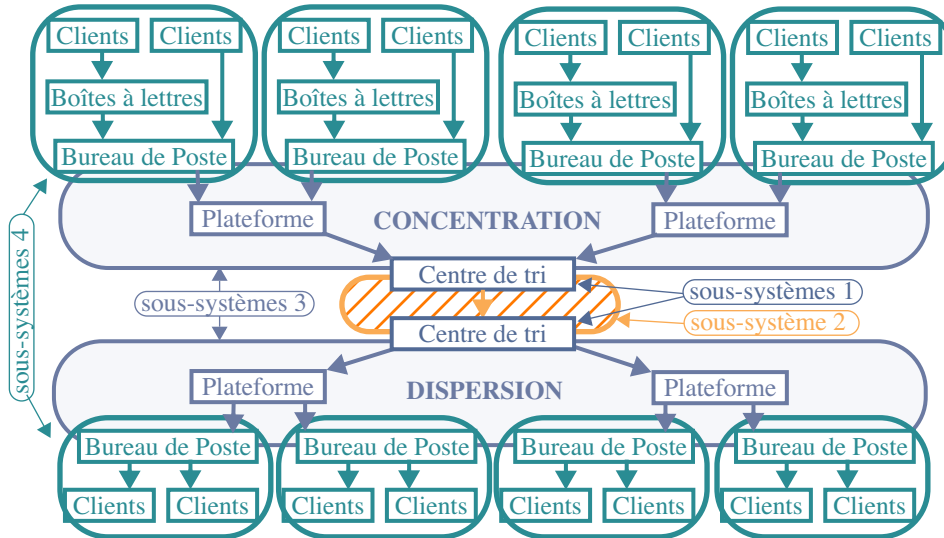 Clients Clients Clients Clients Clients Clients Clients Clients
Boîtes à lettres Boîtes à lettres Boîtes à lettres Boîtes à lettres
Bureau de Poste Bureau de Poste Bureau de Poste Bureau de Poste
Plateforme CONCENTRATION Plateforme
Centre de tri
sous-systèmes 4
sous-systèmes 3
sous-systèmes 1
sous-système 2
Centre de tri
Plateforme DISPERSION Plateforme
Bureau de Poste Bureau de Poste Bureau de Poste Bureau de Poste
Clients Clients Clients Clients Clients Clients Clients Clients